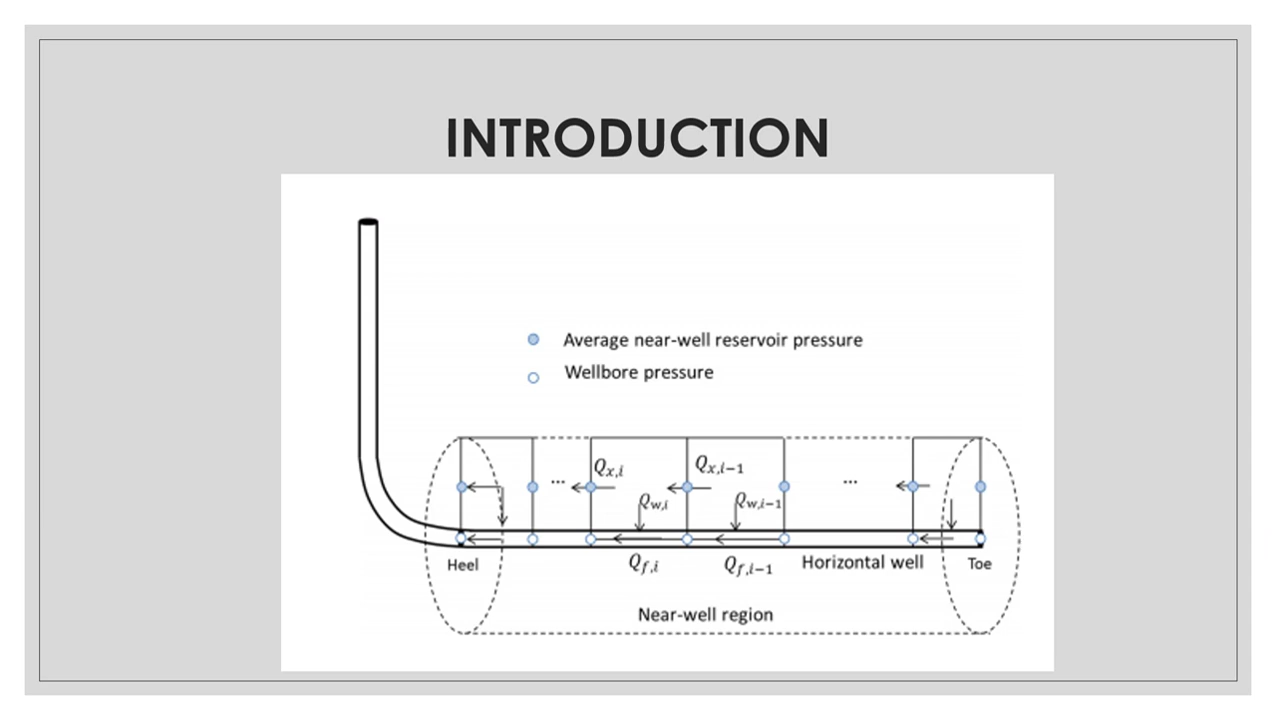 INTRODUCTION
Average near-well reservoir pressure
Wellbore pressure
Qx,i
Qx,i−1
...
...
Qw,i
Qw,i−1
Heel
Qf,i
Qf,i−1
Horizontal well
Toe
Near-well region